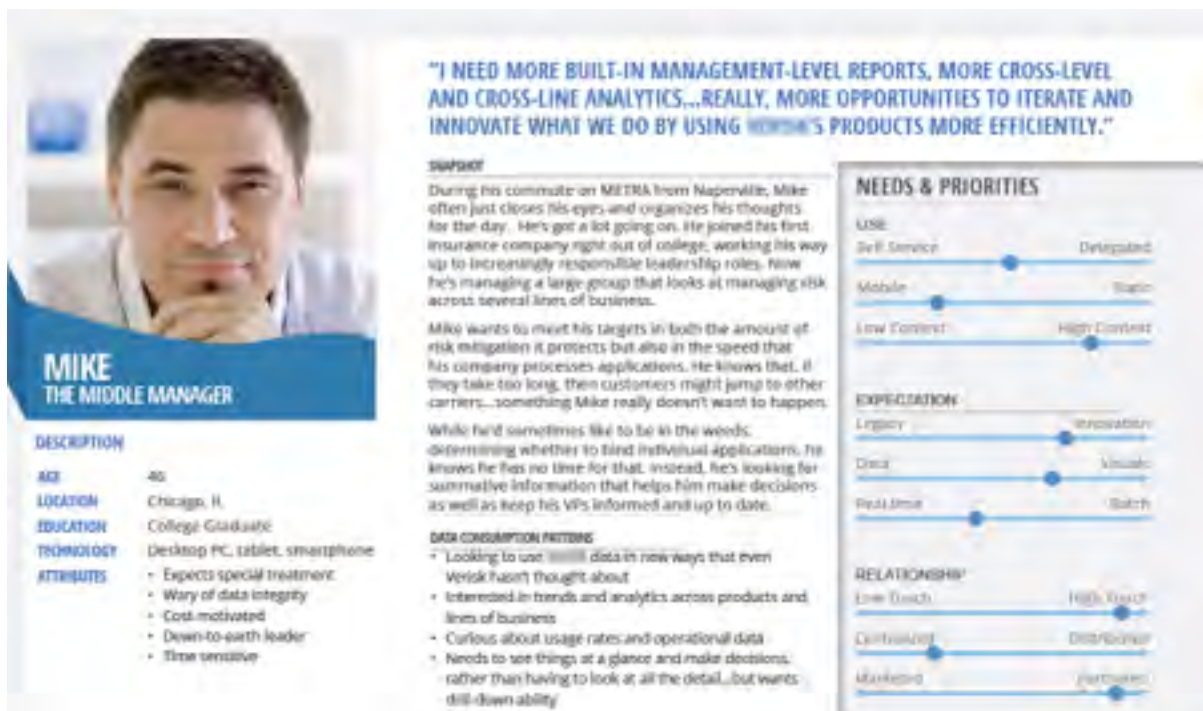 "I NEED MORE BUILT-IN MANAGEMENT-LEVEL REPORTS, MORE CROSS-LEVEL
AND CROSS-LINE ANALYTICS...REALLY, MORE OPPORTUNITIES TO ITERATE AND
INNOVATE WHAT WE DO BY USING 'S PRODUCTS MORE EFFICIENTLY."
MIKE
THE MIDDLE MANAGER
DESCRIPTION
AGE 46
LOCATION Chicago, IL
EDUCATION College Graduate
TECHNOLOGY Desktop PC, tablet, smartphone
ATTRIBUTES • Expects special treatment
• Wary of data integrity
• Cost-motivated
• Down-to-earth leader
• Time sensitive
SNAPSHOT
During his commute on METRA from Naperville, Mike
often just closes his eyes and organizes his thoughts
for the day. He's got a lot going on. He joined his first
insurance company right out of college, working his way
up to increasingly responsible leadership roles. Now
he's managing a large group that looks at managing risk
across several lines of business.
Mike wants to meet his targets in both the amount of
risk mitigation it protects but also in the speed that
his company processes applications. He knows that, if
they take too long, then customers might jump to other
carriers...something Mike really doesn't want to happen.
While he'd sometimes like to be in the weeds,
determining whether to bind individual applications, he
knows he has no time for that. Instead, he's looking for
summative information that helps him make decisions
as well as keep his VPs informed and up to date.
DATA CONSUMPTION PATTERNS
• Looking to use data in new ways that even
Verisk hasn't thought about
• Interested in trends and analytics across products and
lines of business
• Curious about usage rates and operational data
• Needs to see things at a glance and make decisions,
rather than having to look at all the detail...but wants
drill-down ability
NEEDS & PRIORITIES
USE
Self Service Delegated
Mobile Static
Low Context High Context
EXPECTATION
Legacy Innovation
Data Visuals
Real-time Batch
RELATIONSHIP
Low Touch High Touch
Centralized Distributed
Marketed Partnered